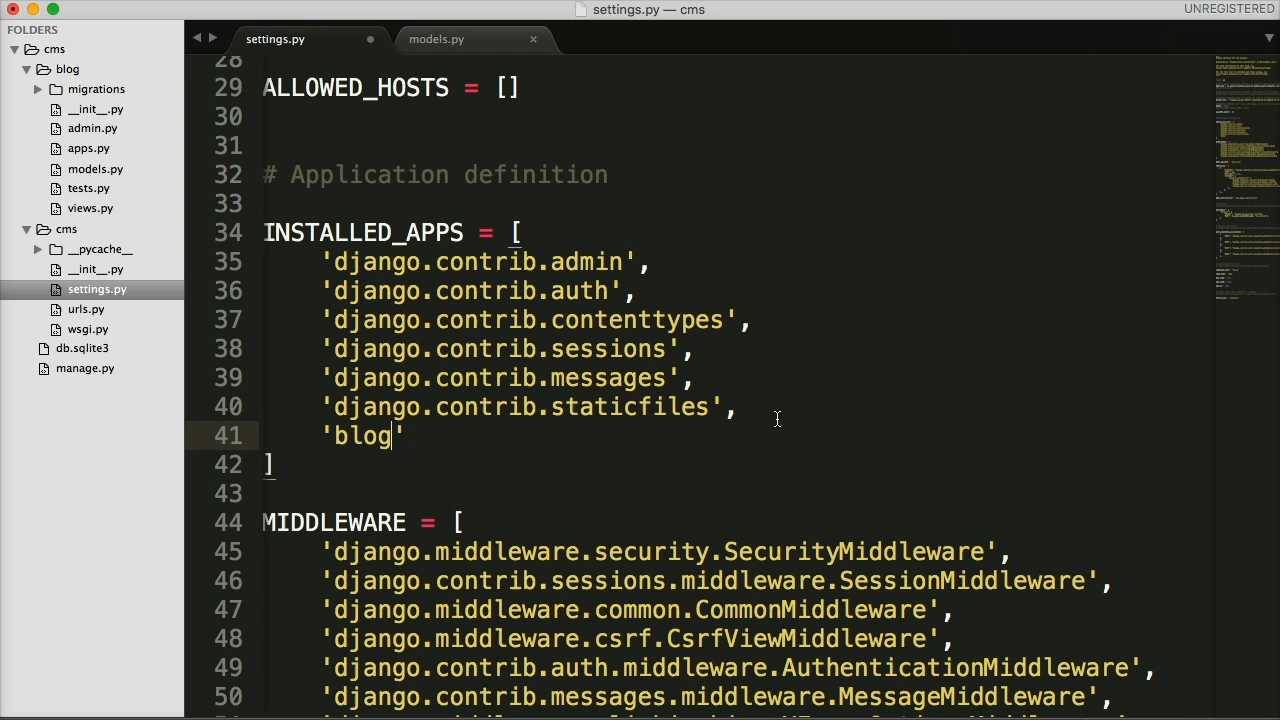 settings.py — cms
UNREGISTERED
FOLDERS
cms
blog
migrations
__init__.py
admin.py
apps.py
models.py
tests.py
views.py
cms
__pycache__
__init__.py
settings.py
urls.py
wsgi.py
db.sqlite3
manage.py
settings.py
models.py
28
29 ALLOWED_HOSTS = []
30
31
32 # Application definition
33
34 INSTALLED_APPS = [
35 'django.contrib.admin',
36 'django.contrib.auth',
37 'django.contrib.contenttypes',
38 'django.contrib.sessions',
39 'django.contrib.messages',
40 'django.contrib.staticfiles',
41 'blog'
42 ]
43
44 MIDDLEWARE = [
45 'django.middleware.security.SecurityMiddleware',
46 'django.contrib.sessions.middleware.SessionMiddleware',
47 'django.middleware.common.CommonMiddleware',
48 'django.middleware.csrf.CsrfViewMiddleware',
49 'django.contrib.auth.middleware.AuthenticationMiddleware',
50 'django.contrib.messages.middleware.MessageMiddleware',